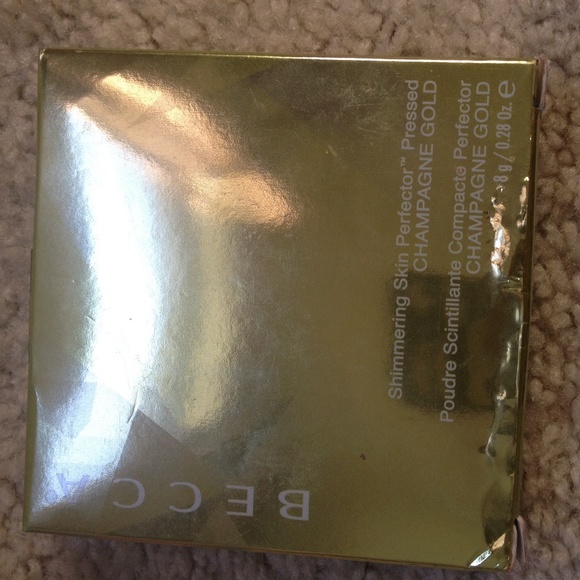 BECCA
Shimmering Skin Perfector™ Pressed
CHAMPAGNE GOLD
Poudre Scintillante Compacte Perfector
CHAMPAGNE GOLD
8 g / 0.28 Oz. ℮